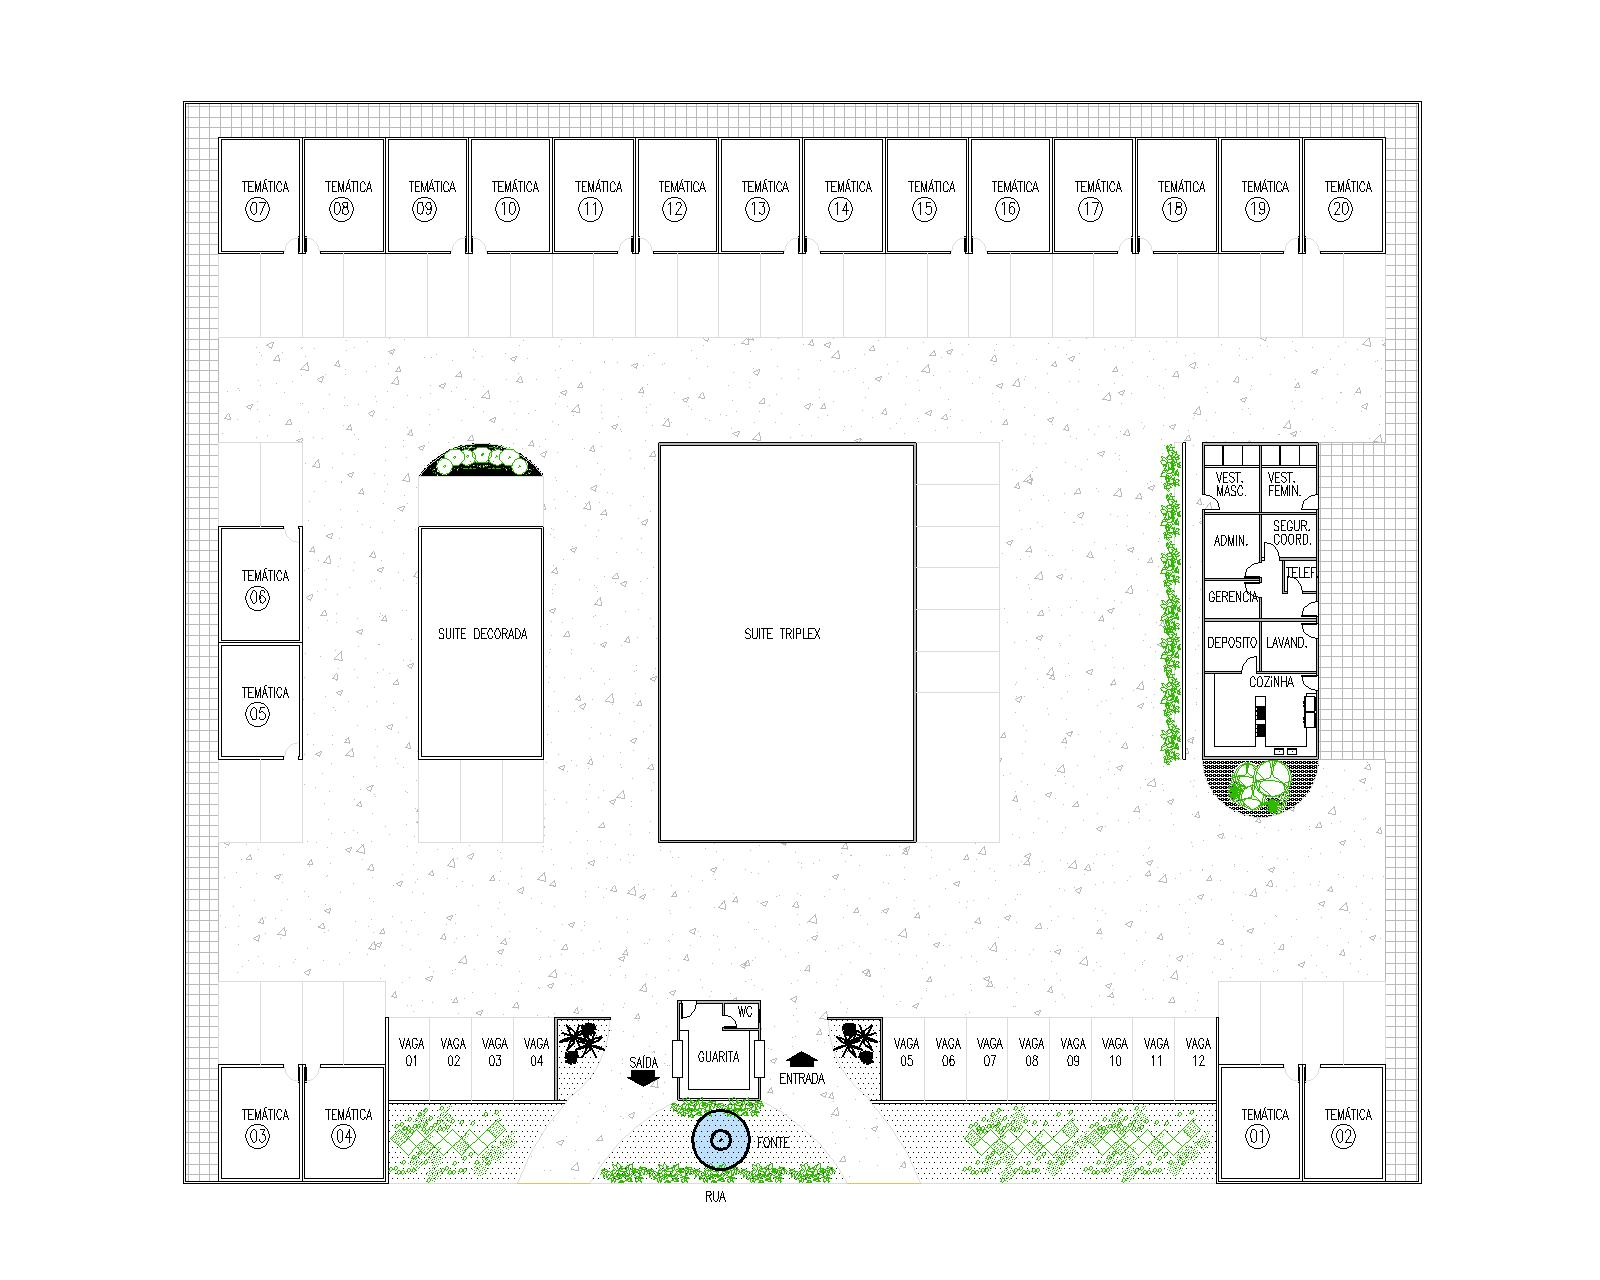 TEMÁTICA
07
TEMÁTICA
08
TEMÁTICA
09
TEMÁTICA
10
TEMÁTICA
11
TEMÁTICA
12
TEMÁTICA
13
TEMÁTICA
14
TEMÁTICA
15
TEMÁTICA
16
TEMÁTICA
17
TEMÁTICA
18
TEMÁTICA
19
TEMÁTICA
20
VEST.
MASC.
VEST.
FEMIN.
ADMIN.
SEGUR.
COORD.
TELEF.
GERENCIA
DEPOSITO
LAVAND.
COZINHA
TEMÁTICA
06
TEMÁTICA
05
SUITE DECORADA
SUITE TRIPLEX
VAGA
01
VAGA
02
VAGA
03
VAGA
04
SAÍDA
WC
GUARITA
ENTRADA
VAGA
05
VAGA
06
VAGA
07
VAGA
08
VAGA
09
VAGA
10
VAGA
11
VAGA
12
TEMÁTICA
03
TEMÁTICA
04
FONTE
TEMÁTICA
01
TEMÁTICA
02
RUA